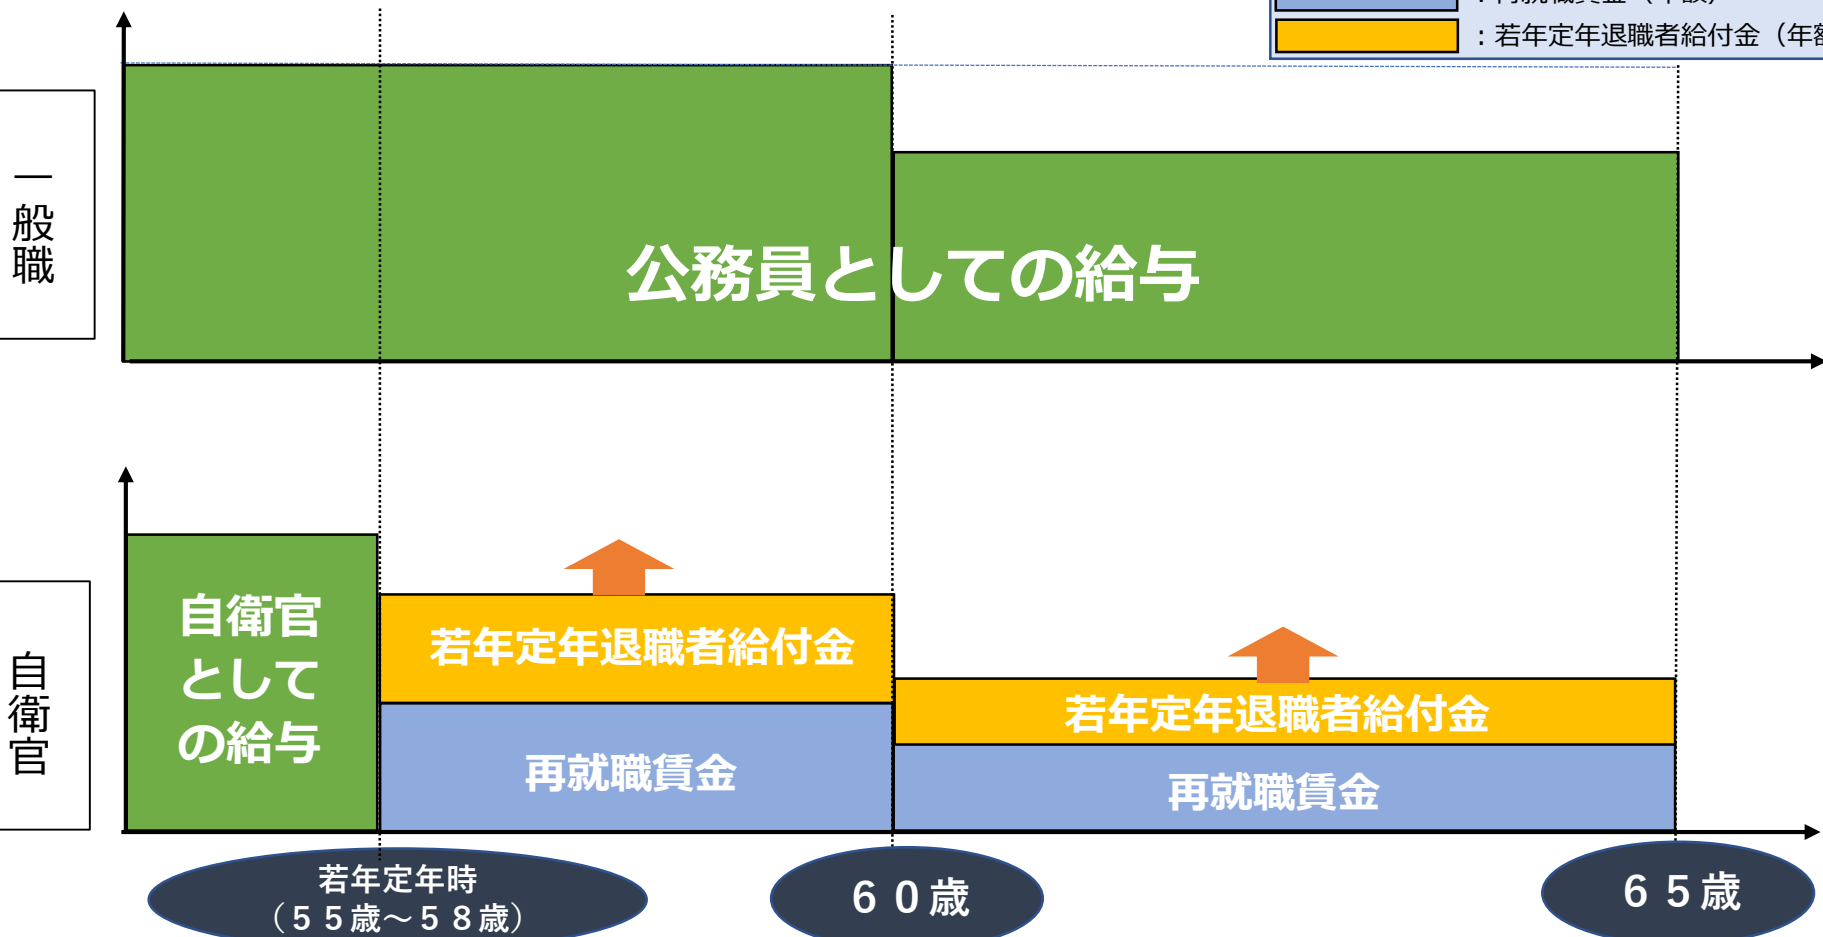 ：若年定年退職者給付金（年額
一般職
公務員としての給与
自衛官
自衛官
として
の給与
若年定年退職者給付金
再就職賃金
若年定年退職者給付金
再就職賃金
若年定年時
（５５歳～５８歳）
６０歳
６５歳